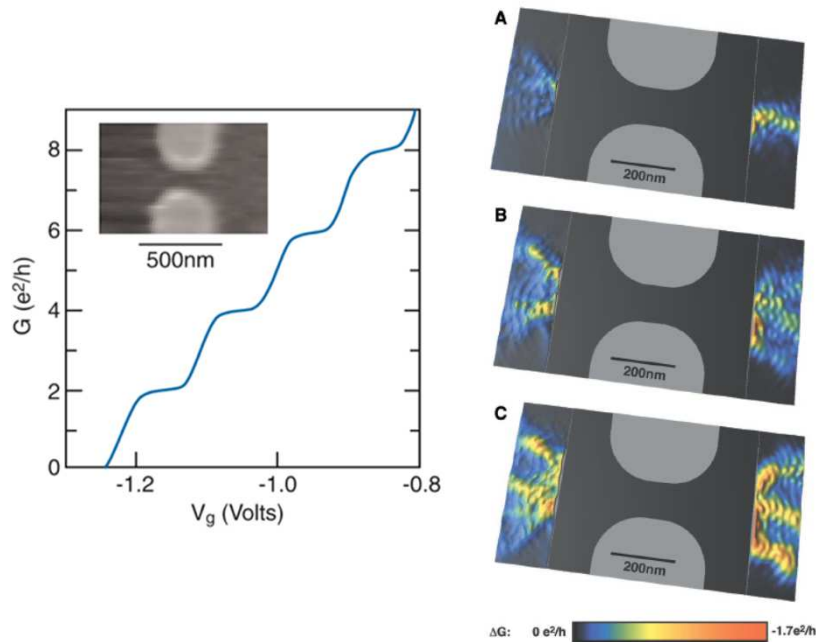 8
6
4
2
0
G (e²/h)
500nm
-1.2
-1.0
-0.8
Vg (Volts)
A
200nm
B
200nm
C
200nm
ΔG: 0 e²/h
-1.7e²/h